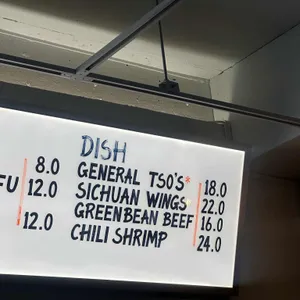 DISH
8.0 GENERAL TSO'S* 18.0
FU 12.0 SICHUAN WINGS 22.0
GREENBEAN BEEF 16.0
12.0 CHILI SHRIMP 24.0